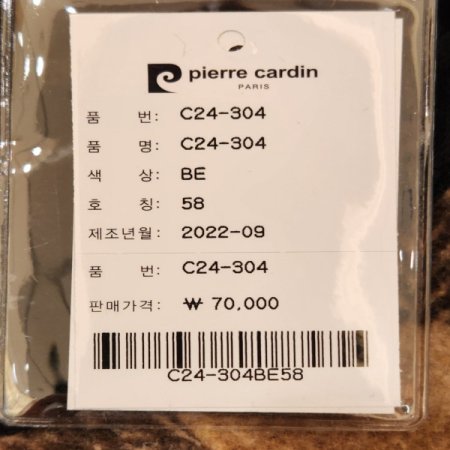 pierre cardin
PARIS
품 번: C24-304
품 명: C24-304
색 상: BE
호 칭: 58
제조년월: 2022-09
품 번: C24-304
판매가격: ₩ 70,000
C24-304BE58